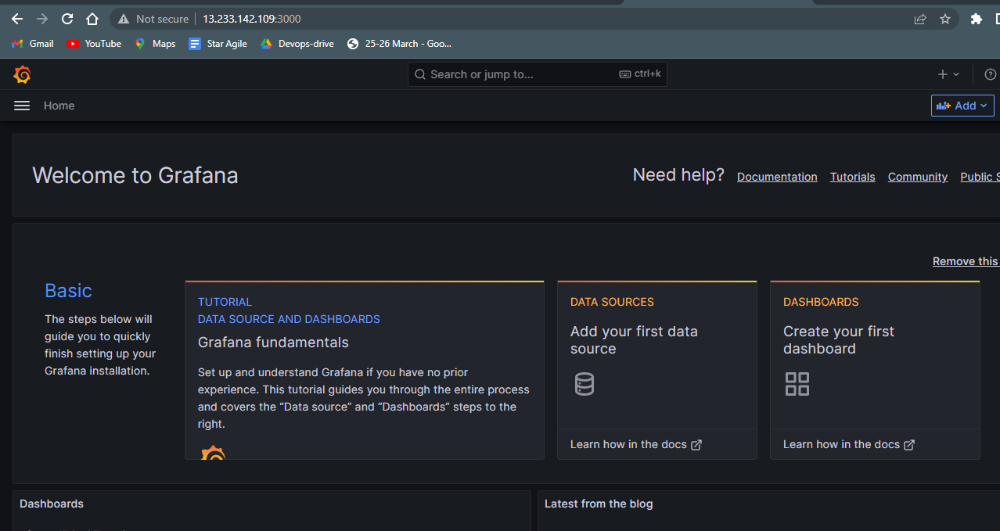 Not secure
13.233.142.109:3000
Gmail
YouTube
Maps
Star Agile
Devops-drive
25-26 March - Goo...
Search or jump to...
ctrl+k
Home
Add
Welcome to Grafana
Need help?
Documentation
Tutorials
Community
Public S
Remove this
Basic
The steps below will
guide you to quickly
finish setting up your
Grafana installation.
TUTORIAL
DATA SOURCE AND DASHBOARDS
Grafana fundamentals
Set up and understand Grafana if you have no prior
experience. This tutorial guides you through the entire process
and covers the “Data source” and “Dashboards” steps to the
right.
DATA SOURCES
Add your first data
source
Learn how in the docs
DASHBOARDS
Create your first
dashboard
Learn how in the docs
Dashboards
Latest from the blog